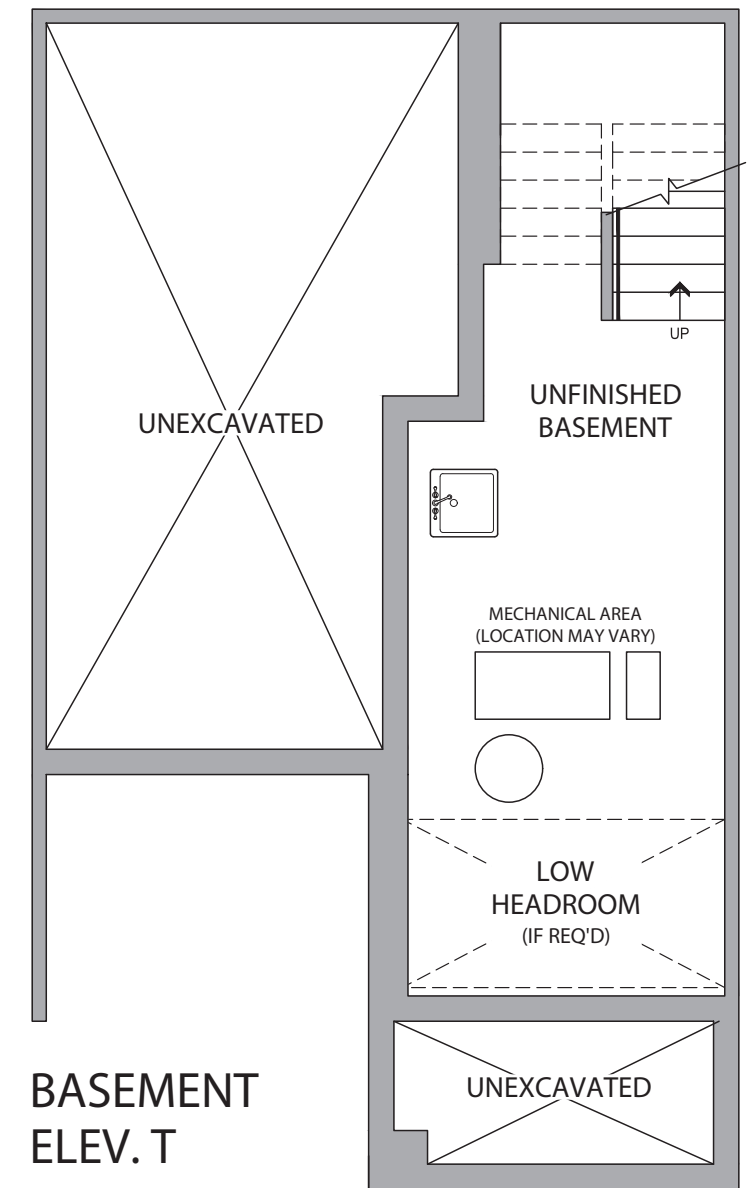 UP
UNFINISHED
BASEMENT
UNEXCAVATED
MECHANICAL AREA
(LOCATION MAY VARY)
LOW
HEADROOM
(IF REQ'D)
UNEXCAVATED
BASEMENT
ELEV. T